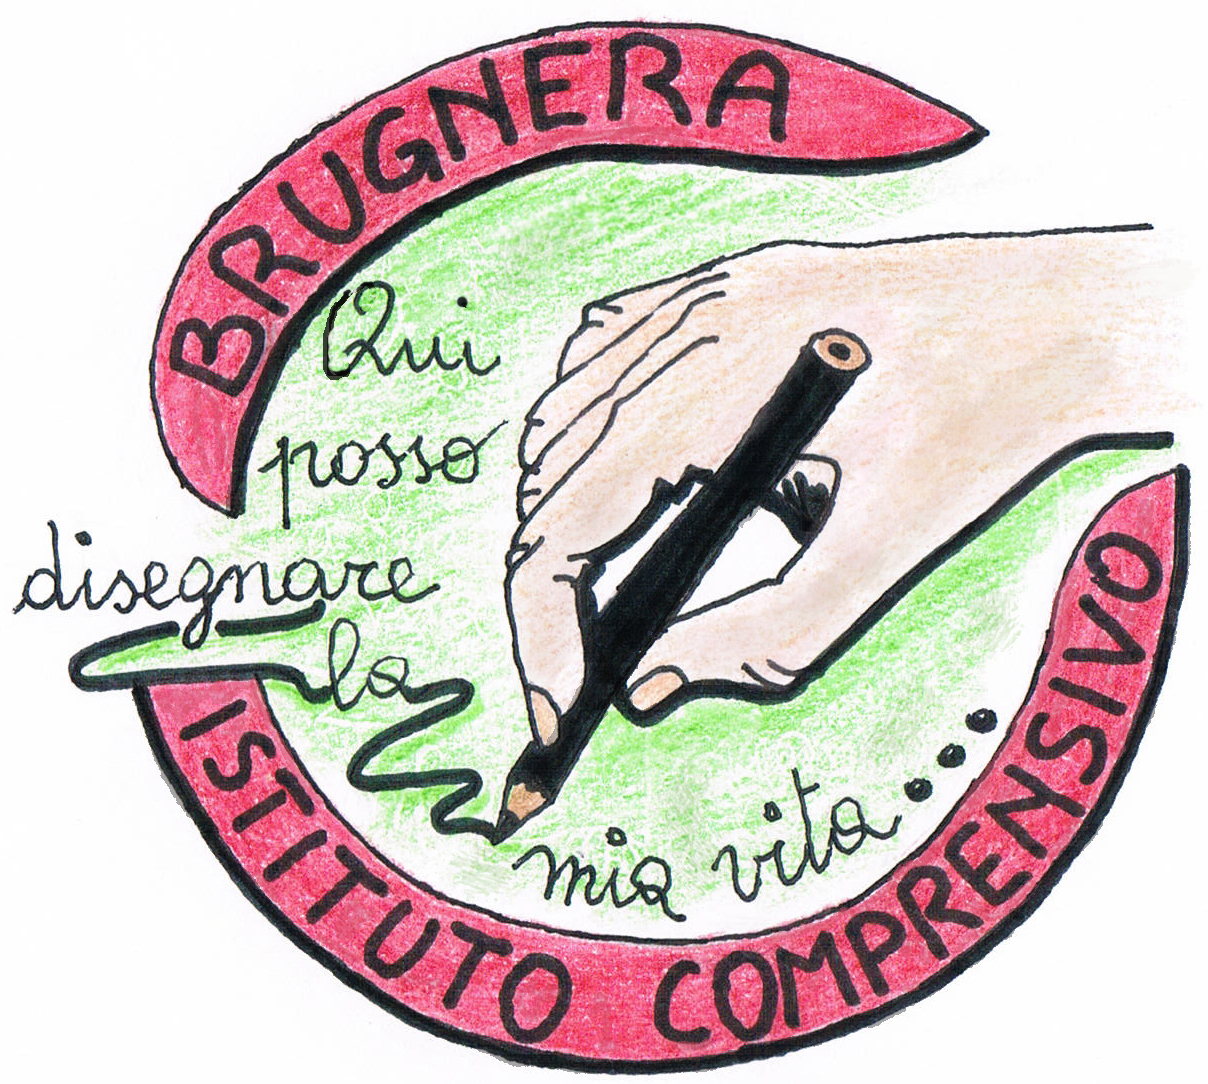 BRUGNERA
Qui
posso
disegnare
la
mia vita...
ISTITUTO COMPRENSIVO